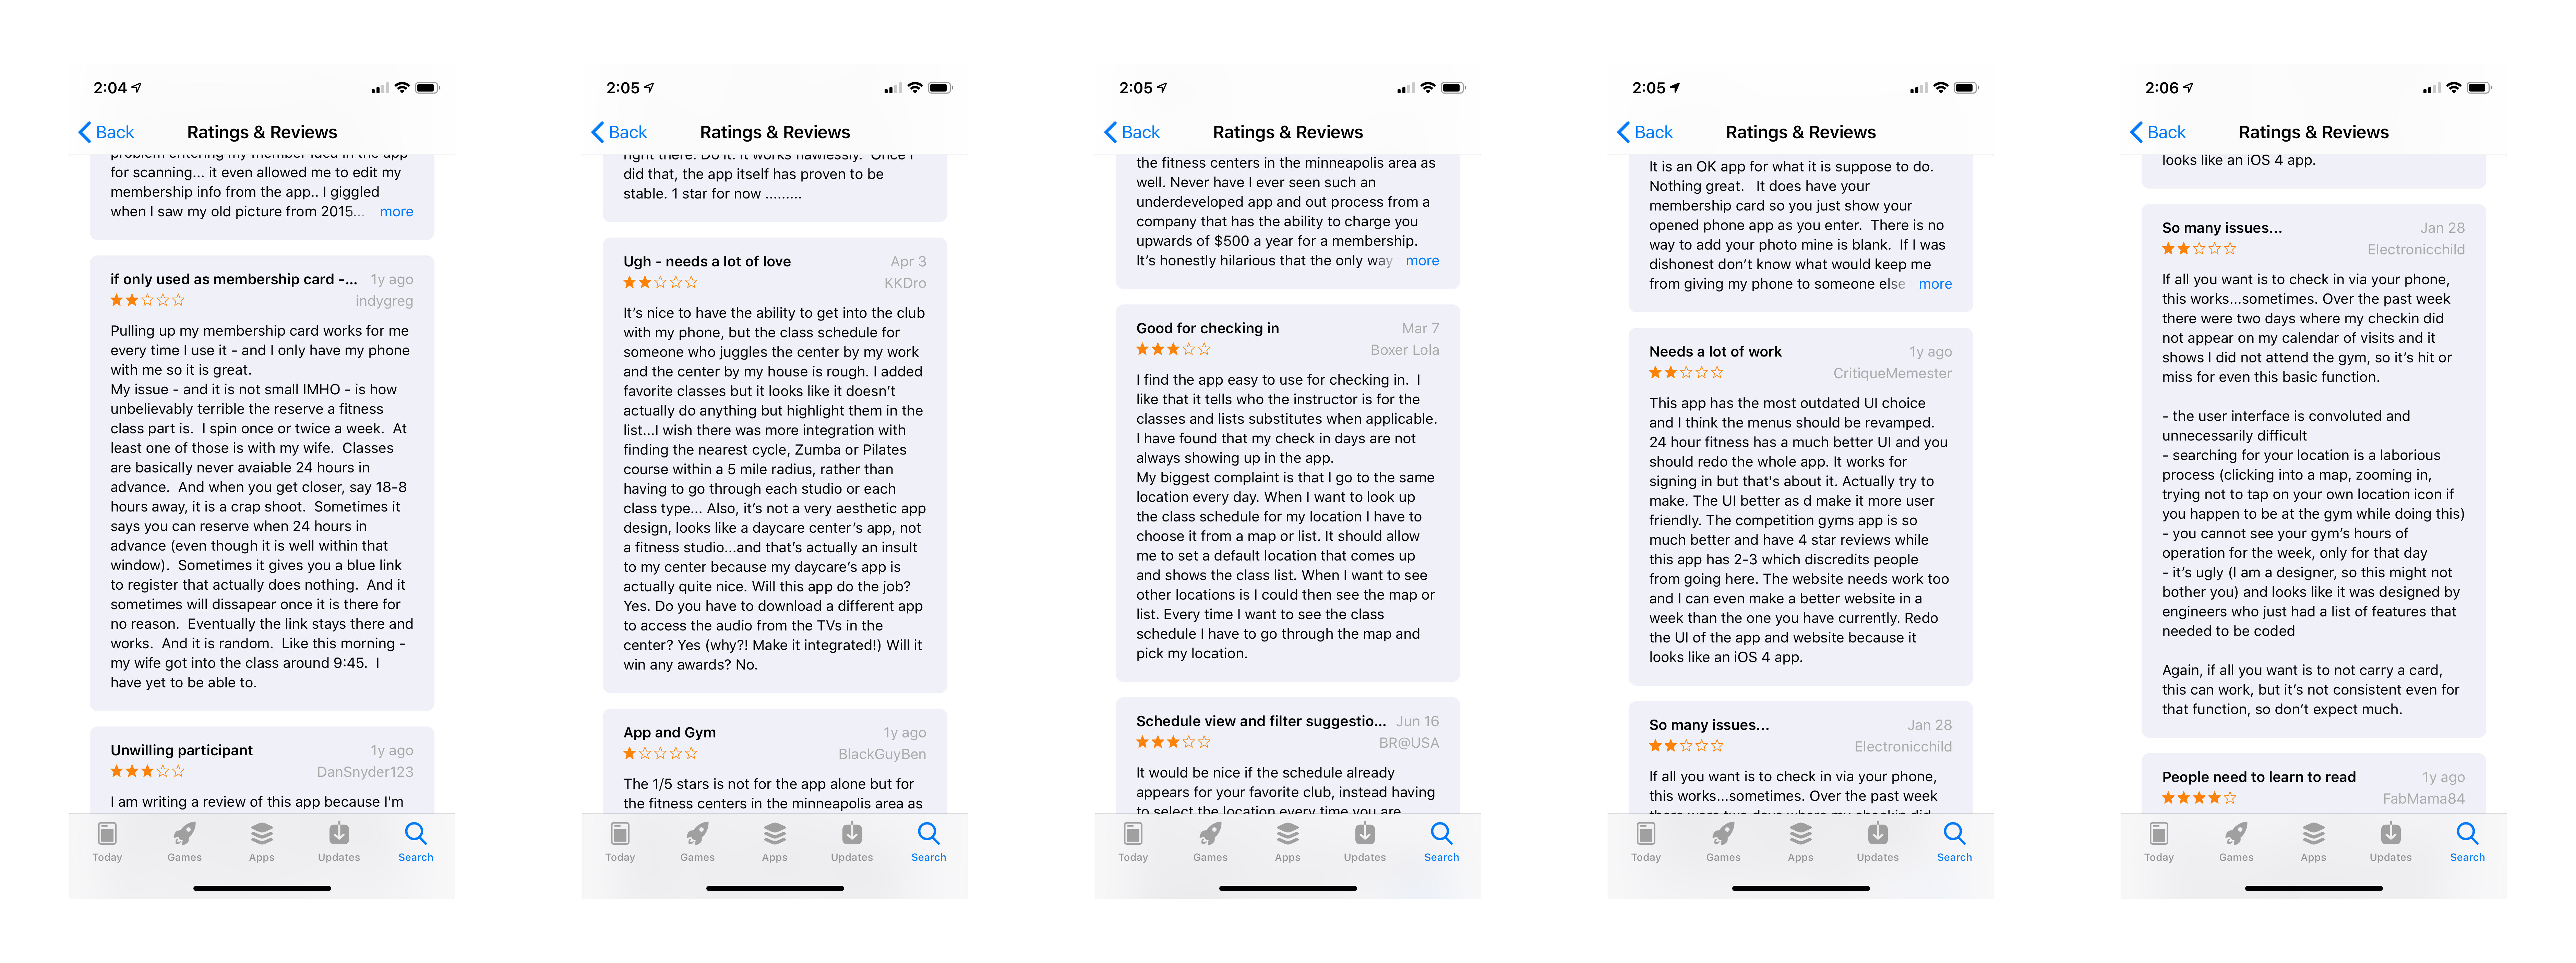 2:04
Back
Ratings & Reviews
problem entering my member idea in the app
for scanning... it even allowed me to edit my
membership info from the app.. I giggled
when I saw my old picture from 2015... more
if only used as membership card -... 1y ago
indygreg
Pulling up my membership card works for me
every time I use it - and I only have my phone
with me so it is great.
My issue - and it is not small IMHO - is how
unbelievably terrible the reserve a fitness
class part is. I spin once or twice a week. At
least one of those is with my wife. Classes
are basically never avaiable 24 hours in
advance. And when you get closer, say 18-8
hours away, it is a crap shoot. Sometimes it
says you can reserve when 24 hours in
advance (even though it is well within that
window). Sometimes it gives you a blue link
to register that actually does nothing. And it
sometimes will dissapear once it is there for
no reason. Eventually the link stays there and
works. And it is random. Like this morning -
my wife got into the class around 9:45. I
have yet to be able to.
Unwilling participant 1y ago
DanSnyder123
I am writing a review of this app because I'm
Today Games Apps Updates Search
2:05
Back
Ratings & Reviews
right there. Do it. It works flawlessly. Once I
did that, the app itself has proven to be
stable. 1 star for now .........
Ugh - needs a lot of love Apr 3
KKDro
It's nice to have the ability to get into the club
with my phone, but the class schedule for
someone who juggles the center by my work
and the center by my house is rough. I added
favorite classes but it looks like it doesn't
actually do anything but highlight them in the
list...I wish there was more integration with
finding the nearest cycle, Zumba or Pilates
course within a 5 mile radius, rather than
having to go through each studio or each
class type... Also, it's not a very aesthetic app
design, looks like a daycare center's app, not
a fitness studio...and that's actually an insult
to my center because my daycare's app is
actually quite nice. Will this app do the job?
Yes. Do you have to download a different app
to access the audio from the TVs in the
center? Yes (why?! Make it integrated!) Will it
win any awards? No.
App and Gym 1y ago
BlackGuyBen
The 1/5 stars is not for the app alone but for
the fitness centers in the minneapolis area as
Today Games Apps Updates Search
2:05
Back
Ratings & Reviews
the fitness centers in the minneapolis area as
well. Never have I ever seen such an
underdeveloped app and out process from a
company that has the ability to charge you
upwards of $500 a year for a membership.
It's honestly hilarious that the only way more
Good for checking in Mar 7
Boxer Lola
I find the app easy to use for checking in. I
like that it tells who the instructor is for the
classes and lists substitutes when applicable.
I have found that my check in days are not
always showing up in the app.
My biggest complaint is that I go to the same
location every day. When I want to look up
the class schedule for my location I have to
choose it from a map or list. It should allow
me to set a default location that comes up
and shows the class list. When I want to see
other locations is I could then see the map or
list. Every time I want to see the class
schedule I have to go through the map and
pick my location.
Schedule view and filter suggestio... Jun 16
BR@USA
It would be nice if the schedule already
appears for your favorite club, instead having
to select the location every time you are
Today Games Apps Updates Search
2:05
Back
Ratings & Reviews
It is an OK app for what it is suppose to do.
Nothing great. It does have your
membership card so you just show your
opened phone app as you enter. There is no
way to add your photo mine is blank. If I was
dishonest don't know what would keep me
from giving my phone to someone else more
Needs a lot of work 1y ago
CritiqueMemester
This app has the most outdated UI choice
and I think the menus should be revamped.
24 hour fitness has a much better UI and you
should redo the whole app. It works for
signing in but that's about it. Actually try to
make. The UI better as d make it more user
friendly. The competition gyms app is so
much better and have 4 star reviews while
this app has 2-3 which discredits people
from going here. The website needs work too
and I can even make a better website in a
week than the one you have currently. Redo
the UI of the app and website because it
looks like an iOS 4 app.
So many issues... Jan 28
Electronicchild
If all you want is to check in via your phone,
this works...sometimes. Over the past week
there were two days where my checkin did
Today Games Apps Updates Search
2:06
Back
Ratings & Reviews
looks like an iOS 4 app.
So many issues... Jan 28
Electronicchild
If all you want is to check in via your phone,
this works...sometimes. Over the past week
there were two days where my checkin did
not appear on my calendar of visits and it
shows I did not attend the gym, so it's hit or
miss for even this basic function.
- the user interface is convoluted and
unnecessarily difficult
- searching for your location is a laborious
process (clicking into a map, zooming in,
trying not to tap on your own location icon if
you happen to be at the gym while doing this)
- you cannot see your gym's hours of
operation for the week, only for that day
- it's ugly (I am a designer, so this might not
bother you) and looks like it was designed by
engineers who just had a list of features that
needed to be coded
Again, if all you want is to not carry a card,
this can work, but it's not consistent even for
that function, so don't expect much.
People need to learn to read 1y ago
FabMama84
Today Games Apps Updates Search